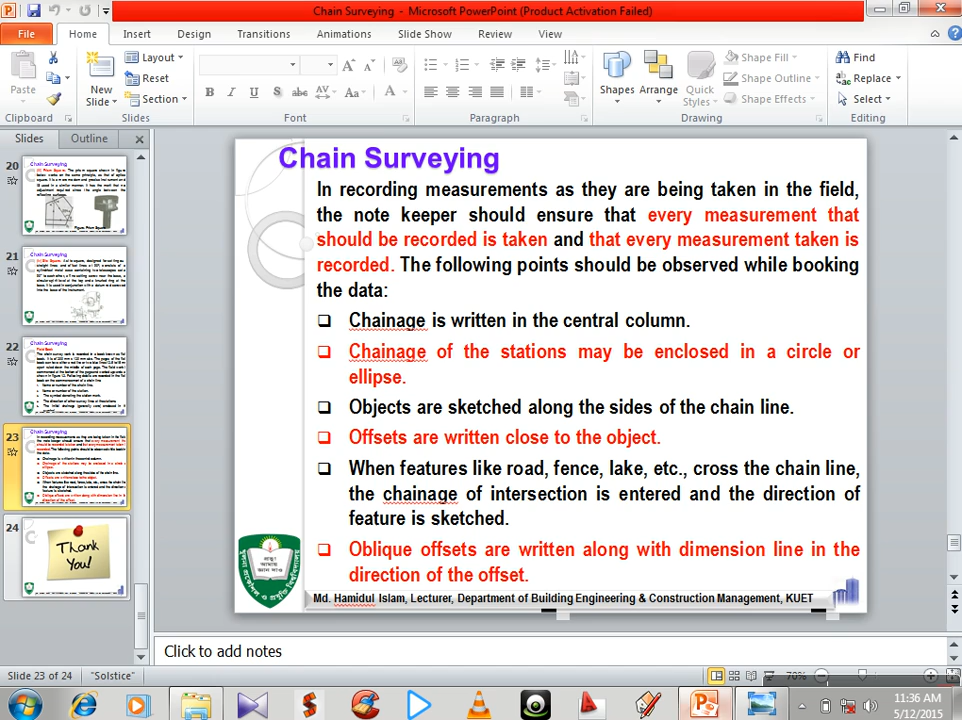 Chain Surveying - Microsoft PowerPoint (Product Activation Failed)
File Home Insert Design Transitions Animations Slide Show Review View
Paste
Clipboard
New
Slide
Layout
Reset
Section
Slides
B I U S abc AV Aa A
Font
Paragraph
Shapes
Arrange
Quick
Styles
Shape Fill
Shape Outline
Shape Effects
Drawing
Find
Replace
Select
Editing
Slides Outline
20
21
22
23
24
Thank
You!
Chain Surveying
In recording measurements as they are being taken in the field,
the note keeper should ensure that every measurement that
should be recorded is taken and that every measurement taken is
recorded. The following points should be observed while booking
the data:
Chainage is written in the central column.
Chainage of the stations may be enclosed in a circle or
ellipse.
Objects are sketched along the sides of the chain line.
Offsets are written close to the object.
When features like road, fence, lake, etc., cross the chain line,
the chainage of intersection is entered and the direction of
feature is sketched.
Oblique offsets are written along with dimension line in the
direction of the offset.
Md. Hamidul Islam, Lecturer, Department of Building Engineering & Construction Management, KUET
Click to add notes
Slide 23 of 24 "Solstice" 70%
11:36 AM
5/12/2015